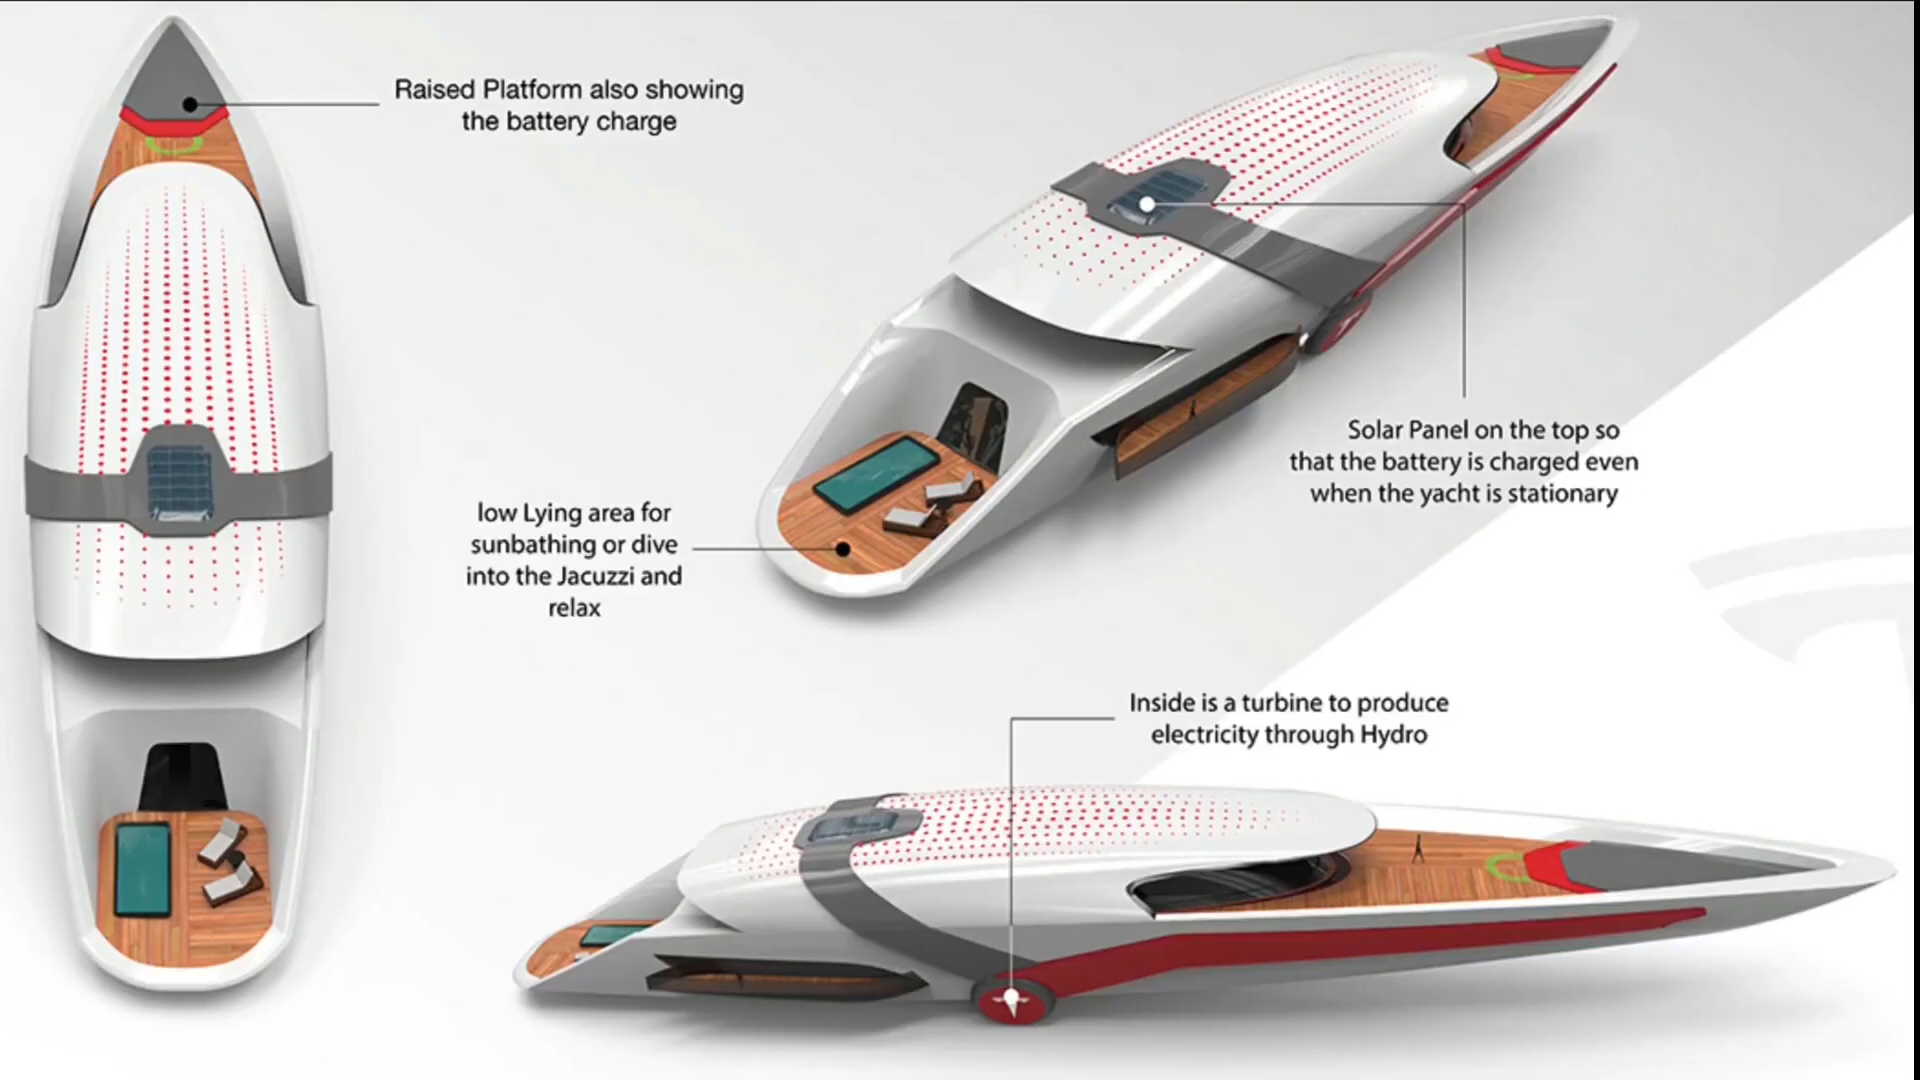 Raised Platform also showing
the battery charge
Solar Panel on the top so
that the battery is charged even
when the yacht is stationary
low Lying area for
sunbathing or dive
into the Jacuzzi and
relax
Inside is a turbine to produce
electricity through Hydro